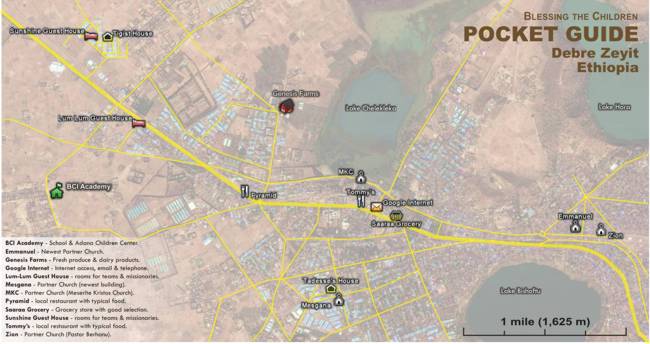 BLESSING THE CHILDREN
POCKET GUIDE
Debre Zeyit
Ethiopia
Sunshine Guest House
Tigist House
Genesis Farms
Lake Chelekleka
Lake Hora
Lum Lum Guest House
BCI Academy
MKC
Pyramid
Tommy's
Google Internet
Saaraa Grocery
Emmanuel
Zion
Tadesse's House
Mesgana
Lake Bishoftu
1 mile (1,625 m)
BCI Academy - School & Adana Children Center.
Emmanuel - Newest Partner Church.
Genesis Farms - Fresh produce & dairy products.
Google Internet - Internet access, email & telephone.
Lum-Lum Guest House - rooms for teams & missionaries.
Mesgana - Partner Church (newest building).
MKC - Partner Church (Meserite Kristos Church).
Pyramid - local restaurant with typical food.
Saaraa Grocery - Grocery store with good selection.
Sunshine Guest House - rooms for teams & missionaries.
Tommy's - local restaurant with typical food.
Zion - Partner Church (Pastor Berhanu).